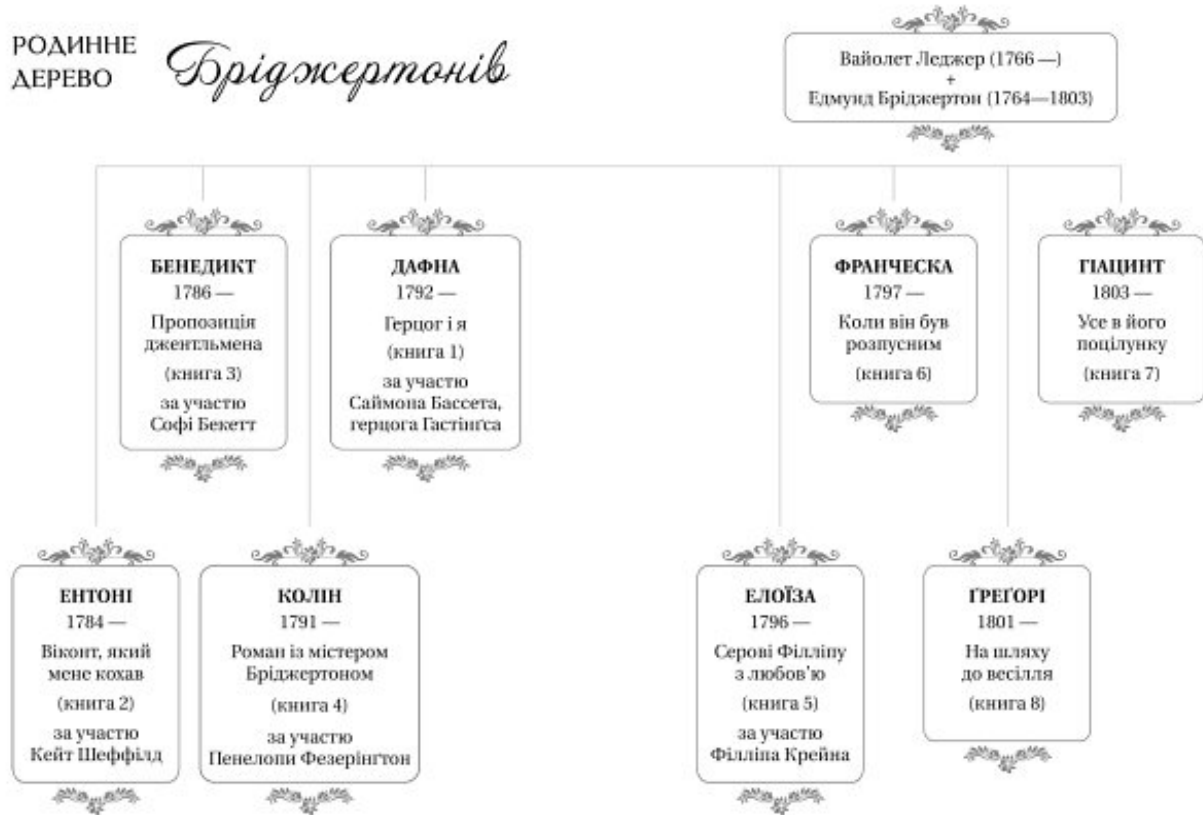 РОДИННЕ
ДЕРЕВО
Бріджертонів
Вайолет Леджер (1766 —)
+
Едмунд Бріджертон (1764—1803)
БЕНЕДИКТ
1786 —
Пропозиція
джентльмена
(книга 3)
за участю
Софі Бекетт
ДАФНА
1792 —
Герцог і я
(книга 1)
за участю
Саймона Бассета,
герцога Гастінґса
ФРАНЧЕСКА
1797 —
Коли він був
розпусним
(книга 6)
ГІАЦИНТ
1803 —
Усе в його
поцілунку
(книга 7)
ЕНТОНІ
1784 —
Віконт, який
мене кохав
(книга 2)
за участю
Кейт Шеффілд
КОЛІН
1791 —
Роман із містером
Бріджертоном
(книга 4)
за участю
Пенелопи Фезерінґтон
ЕЛОЇЗА
1796 —
Серові Філліпу
з любов’ю
(книга 5)
за участю
Філліпа Крейна
ҐРЕҐОРІ
1801 —
На шляху
до весілля
(книга 8)